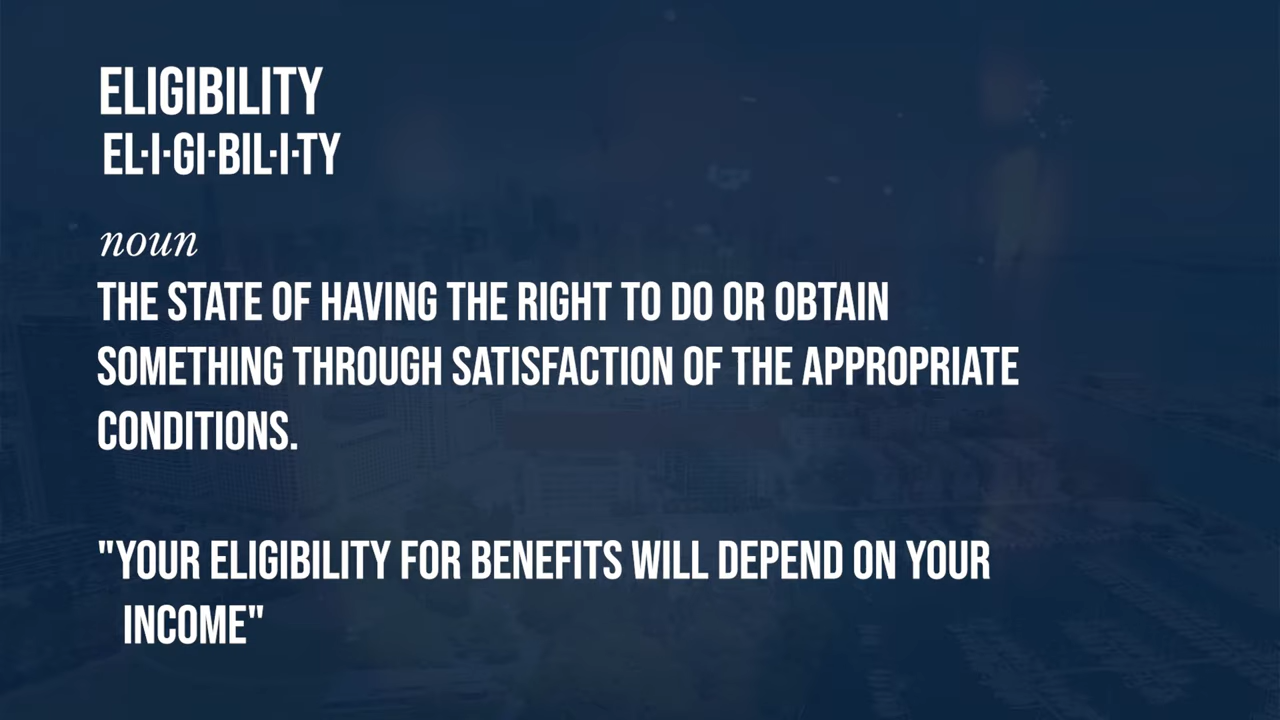 ELIGIBILITY
EL·I·GI·BIL·I·TY
noun
THE STATE OF HAVING THE RIGHT TO DO OR OBTAIN
SOMETHING THROUGH SATISFACTION OF THE APPROPRIATE
CONDITIONS.
"YOUR ELIGIBILITY FOR BENEFITS WILL DEPEND ON YOUR
INCOME"